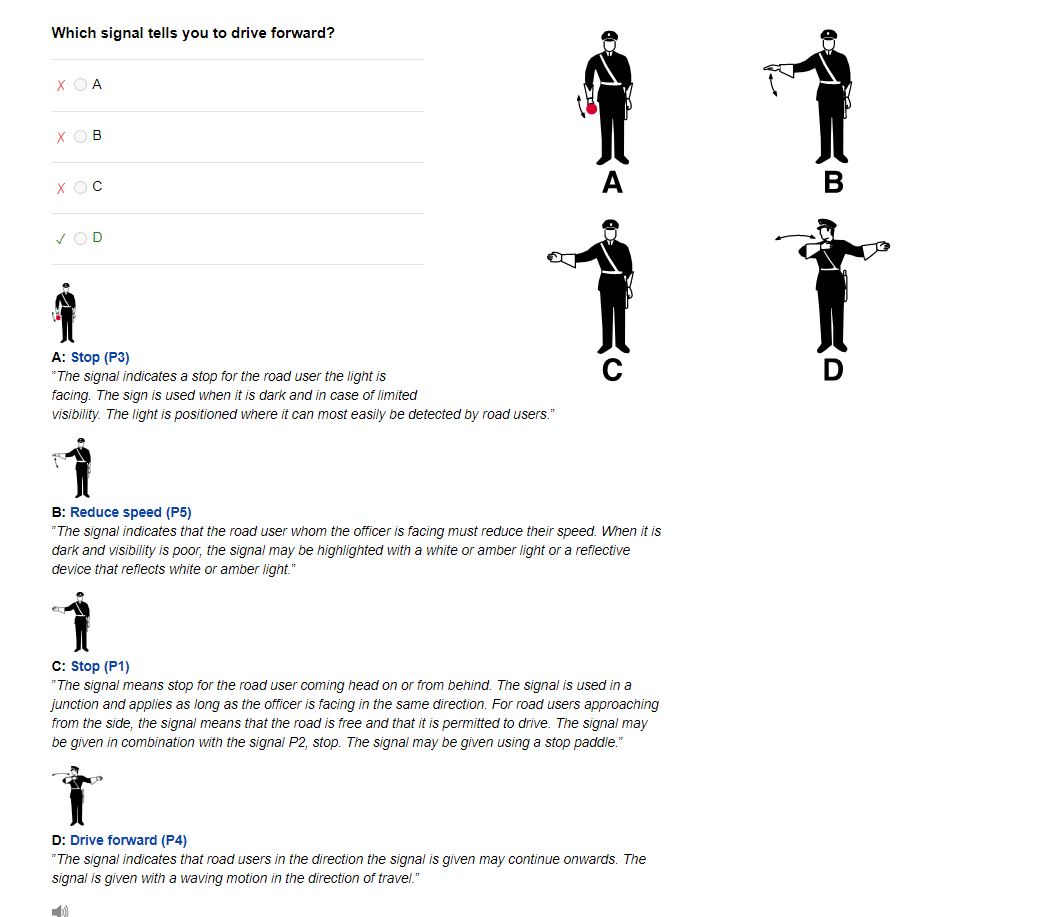 Which signal tells you to drive forward?
X A
X B
X C
✓ D
A
B
C
D
A: Stop (P3)
"The signal indicates a stop for the road user the light is
facing. The sign is used when it is dark and in case of limited
visibility. The light is positioned where it can most easily be detected by road users."
B: Reduce speed (P5)
"The signal indicates that the road user whom the officer is facing must reduce their speed. When it is
dark and visibility is poor, the signal may be highlighted with a white or amber light or a reflective
device that reflects white or amber light."
C: Stop (P1)
"The signal means stop for the road user coming head on or from behind. The signal is used in a
junction and applies as long as the officer is facing in the same direction. For road users approaching
from the side, the signal means that the road is free and that it is permitted to drive. The signal may
be given in combination with the signal P2, stop. The signal may be given using a stop paddle."
D: Drive forward (P4)
"The signal indicates that road users in the direction the signal is given may continue onwards. The
signal is given with a waving motion in the direction of travel."